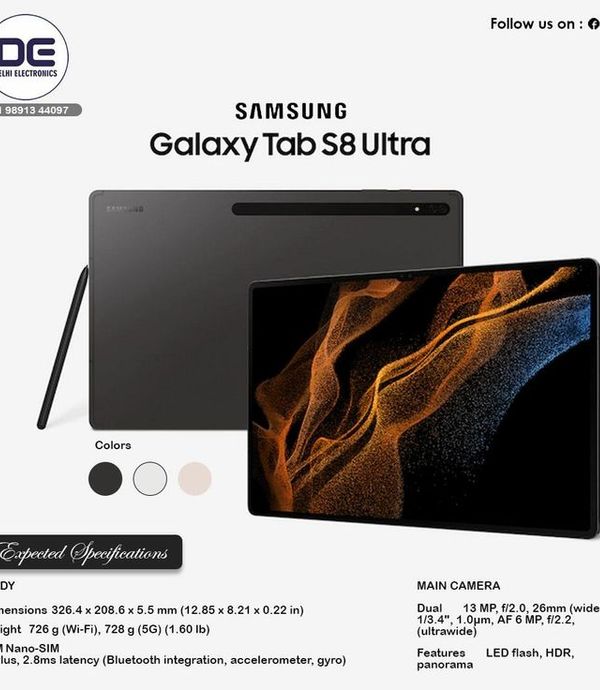 Follow us on :
DE
ELHI ELECTRONICS
98913 44097
SAMSUNG
Galaxy Tab S8 Ultra
SAMSUNG
Colors
Expected Specifications
DY
mensions 326.4 x 208.6 x 5.5 mm (12.85 x 8.21 x 0.22 in)
ight 726 g (Wi-Fi), 728 g (5G) (1.60 lb)
M Nano-SIM
lus, 2.8ms latency (Bluetooth integration, accelerometer, gyro)
MAIN CAMERA
Dual 13 MP, f/2.0, 26mm (wide
1/3.4", 1.0µm, AF 6 MP, f/2.2,
(ultrawide)
Features LED flash, HDR,
panorama